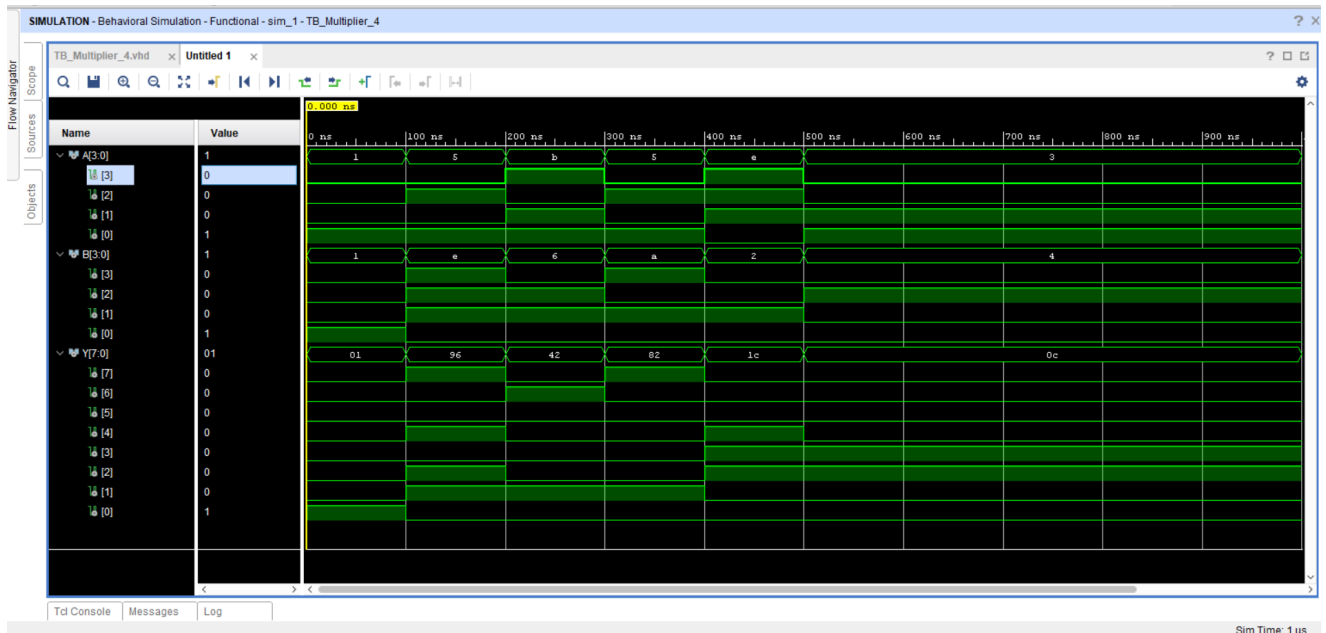 SIMULATION - Behavioral Simulation - Functional - sim_1 - TB_Multiplier_4 ? ×
Flow Navigator
Scope
Sources
Objects
TB_Multiplier_4.vhd × Untitled 1 × ?
0.000 ns
Name Value 0 ns 100 ns 200 ns 300 ns 400 ns 500 ns 600 ns 700 ns 800 ns 900 ns
A[3:0] 1 1 5 b 5 e 3
[3] 0
[2] 0
[1] 0
[0] 1
B[3:0] 1 1 e 6 a 2 4
[3] 0
[2] 0
[1] 0
[0] 1
Y[7:0] 01 01 96 42 82 1c 0c
[7] 0
[6] 0
[5] 0
[4] 0
[3] 0
[2] 0
[1] 0
[0] 1
Tcl Console Messages Log
Sim Time: 1 us